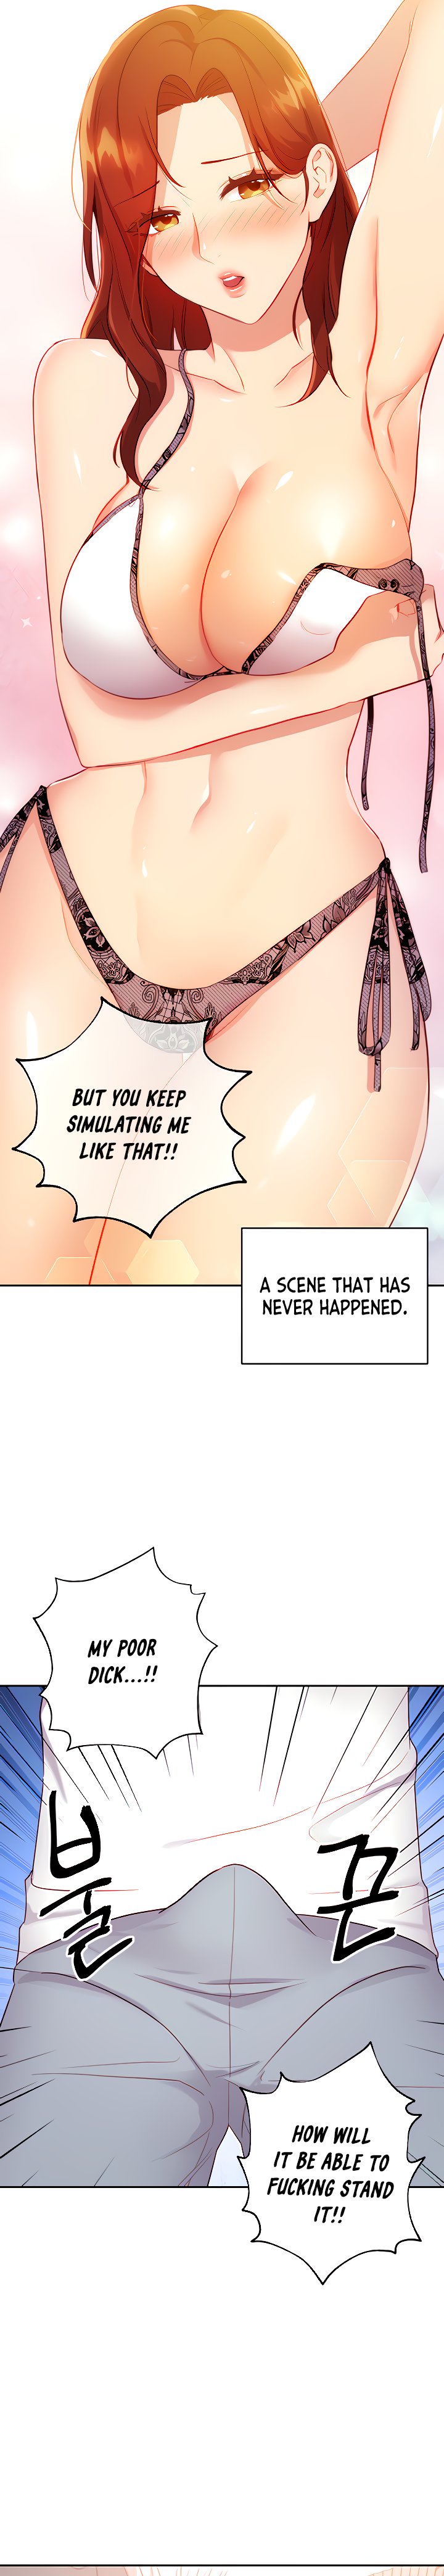 BUT YOU KEEP
SIMULATING ME
LIKE THAT!!
A SCENE THAT HAS
NEVER HAPPENED.
MY POOR
DICK...!!
불끈
HOW WILL
IT BE ABLE TO
FUCKING STAND
IT!!